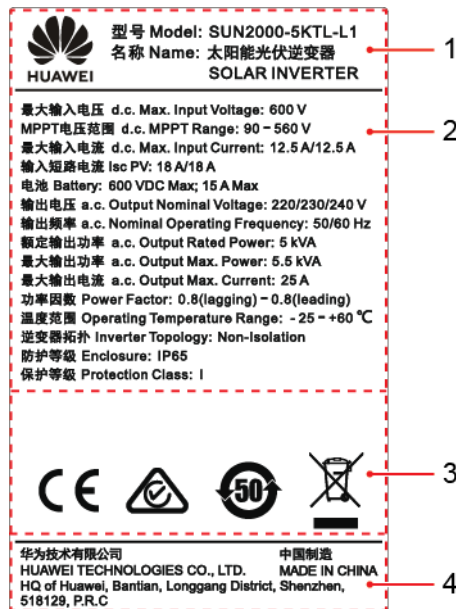 型号 Model: SUN2000-5KTL-L1
名称 Name: 太阳能光伏逆变器
SOLAR INVERTER
HUAWEI
1
最大输入电压 d.c. Max. Input Voltage: 600 V
MPPT电压范围 d.c. MPPT Range: 90 - 560 V
2
最大输入电流 d.c. Max. Input Current: 12.5 A/12.5 A
输入短路电流 Isc PV: 18 A/18 A
电池 Battery: 600 VDC Max; 15 A Max
输出电压 a.c. Output Nominal Voltage: 220/230/240 V
输出频率 a.c. Nominal Operating Frequency: 50/60 Hz
额定输出功率 a.c. Output Rated Power: 5 kVA
最大输出功率 a.c. Output Max. Power: 5.5 kVA
最大输出电流 a.c. Output Max. Current: 25 A
功率因数 Power Factor: 0.8(lagging) - 0.8(leading)
温度范围 Operating Temperature Range: - 25 - +60 ℃
逆变器拓扑 Inverter Topology: Non-Isolation
防护等级 Enclosure: IP65
保护等级 Protection Class: I
CE
50
3
华为技术有限公司 中国制造
HUAWEI TECHNOLOGIES CO., LTD. MADE IN CHINA
HQ of Huawei, Bantian, Longgang District, Shenzhen,
518129, P.R.C
4